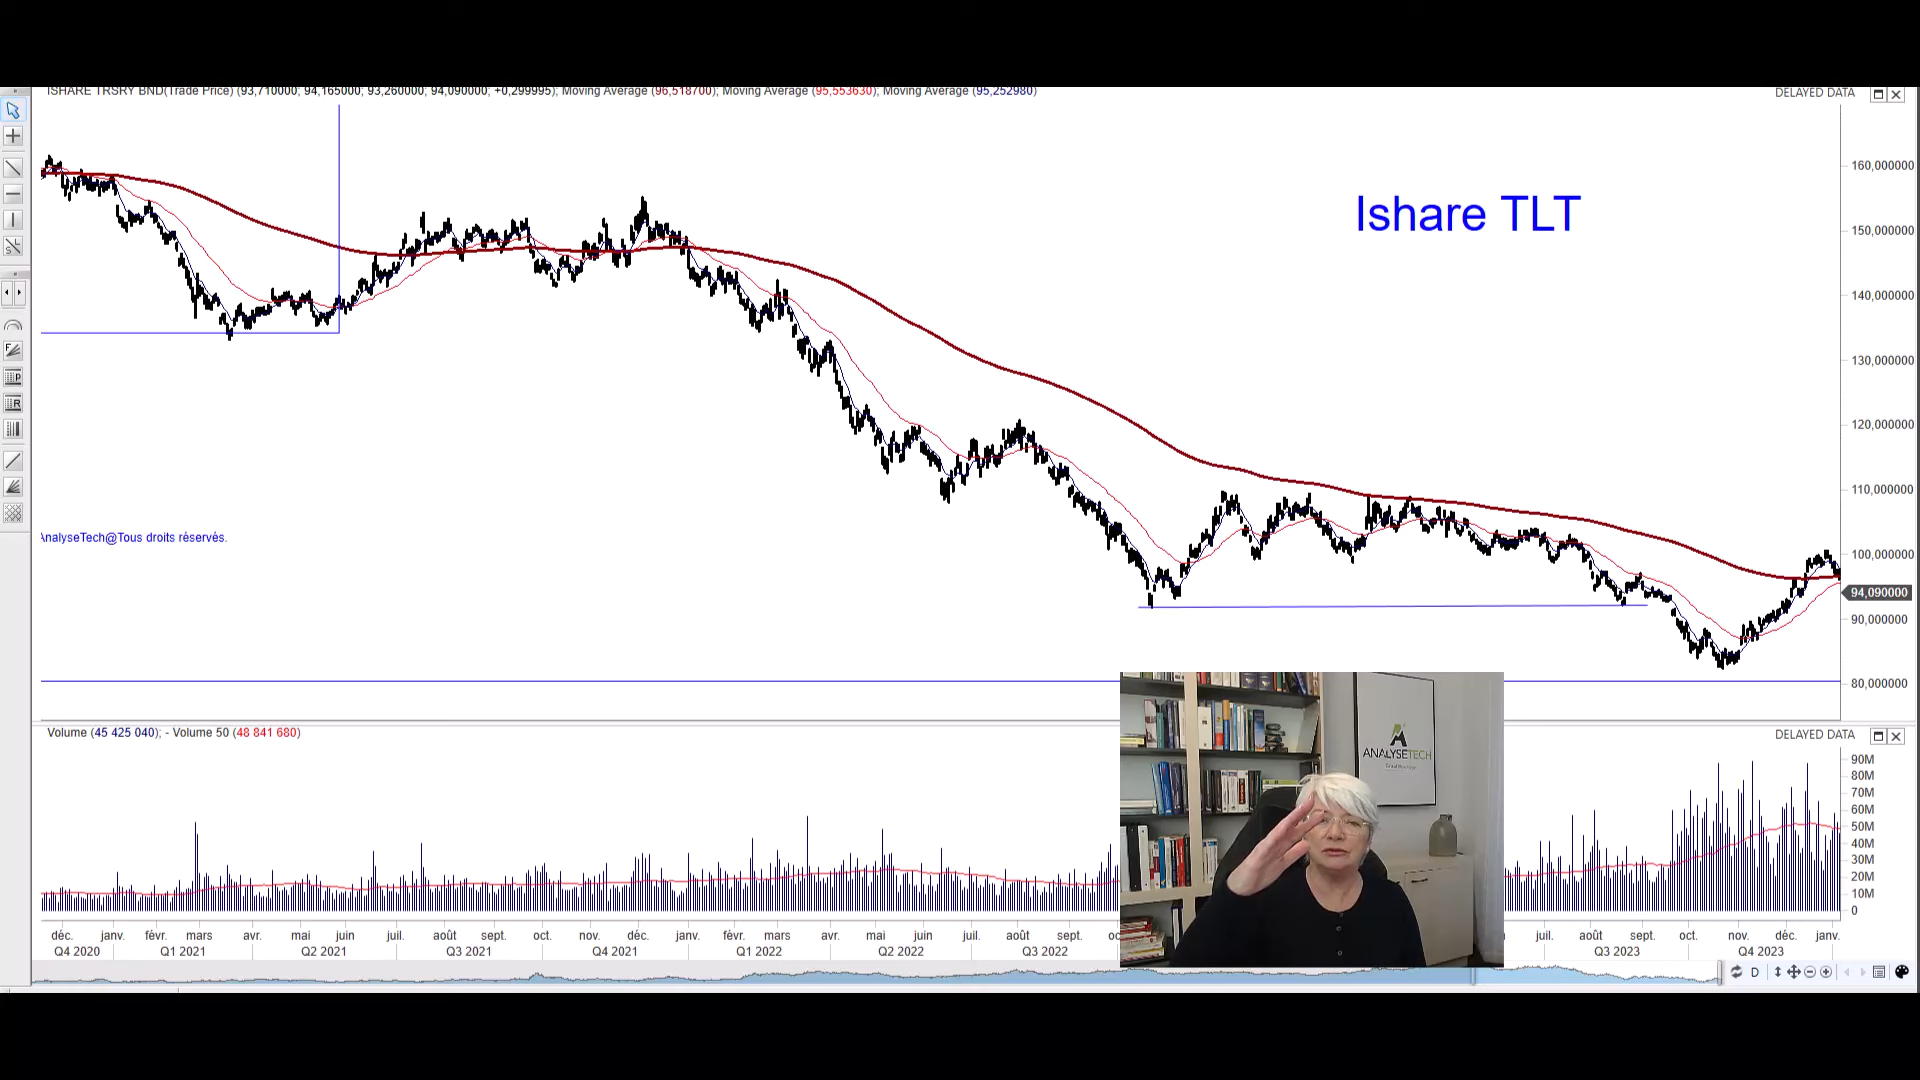 ISHARE TRSRY BND(Trade Price) (93,710000; 94,165000; 93,260000; 94,090000; +0,299995); Moving Average (96,518700); Moving Average (95,553630); Moving Average (95,252980)
DELAYED DATA
Ishare TLT
160,000000
150,000000
140,000000
130,000000
120,000000
110,000000
100,000000
94,090000
90,000000
80,000000
AnalyseTech@Tous droits réservés.
Volume (45 425 040); - Volume 50 (48 841 680)
DELAYED DATA
90M
80M
70M
60M
50M
40M
30M
20M
10M
0
ANALYSETECH
déc. janv. févr. mars avr. mai juin juil. août sept. oct. nov. déc. janv. févr. mars avr. mai juin juil. août sept. oc juil. août sept. oct. nov. déc. janv.
Q4 2020 Q1 2021 Q2 2021 Q3 2021 Q4 2021 Q1 2022 Q2 2022 Q3 2022 Q3 2023 Q4 2023
D